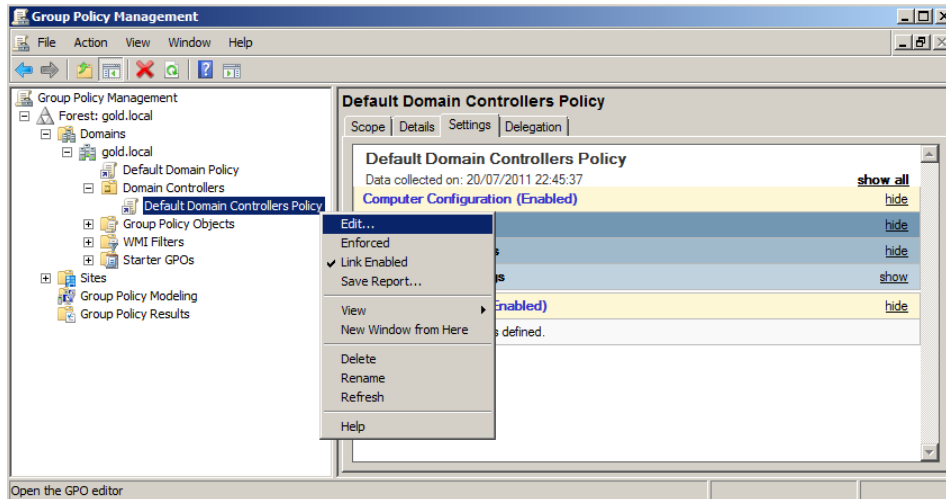 Group Policy Management
File Action View Window Help
Group Policy Management
Forest: gold.local
Domains
gold.local
Default Domain Policy
Domain Controllers
Default Domain Controllers Policy
Group Policy Objects
WMI Filters
Starter GPOs
Sites
Group Policy Modeling
Group Policy Results
Edit...
Enforced
Link Enabled
Save Report...
View
New Window from Here
Delete
Rename
Refresh
Help
Default Domain Controllers Policy
Scope Details Settings Delegation
Default Domain Controllers Policy
Data collected on: 20/07/2011 22:45:37 show all
Computer Configuration (Enabled) hide
hide
s hide
gs show
Enabled) hide
s defined.
Open the GPO editor